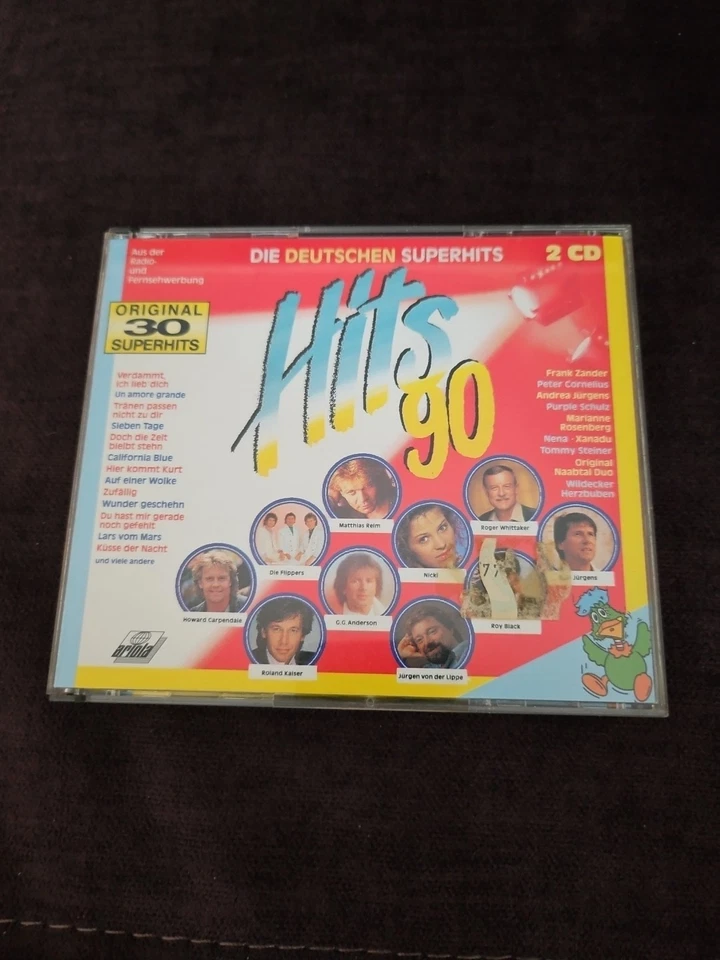 Aus der
Radio-
und
Fernsehwerbung
DIE DEUTSCHEN SUPERHITS
2 CD
ORIGINAL
30
SUPERHITS
Hits
90
Verdammt,
ich lieb dich
Un amore grande
Tränen passen
nicht zu dir
Sieben Tage
Doch die Zeit
bleibt stehn
California Blue
Hier kommt Kurt
Auf einer Wolke
Zufällig
Wunder geschehn
Du hast mir gerade
noch gefehlt
Lars vom Mars
Küsse der Nacht
und viele andere
Frank Zander
Peter Cornelius
Andrea Jürgens
Purple Schulz
Marianne
Rosenberg
Nena · Xanadu
Tommy Steiner
Original
Naabtal Duo
Wildecker
Herzbuben
Matthias Reim
Roger Whittaker
Die Flippers
Nicki
Jürgens
77
Howard Carpendale
G.G. Anderson
Roy Black
Roland Kaiser
Jürgen von der Lippe
ariola